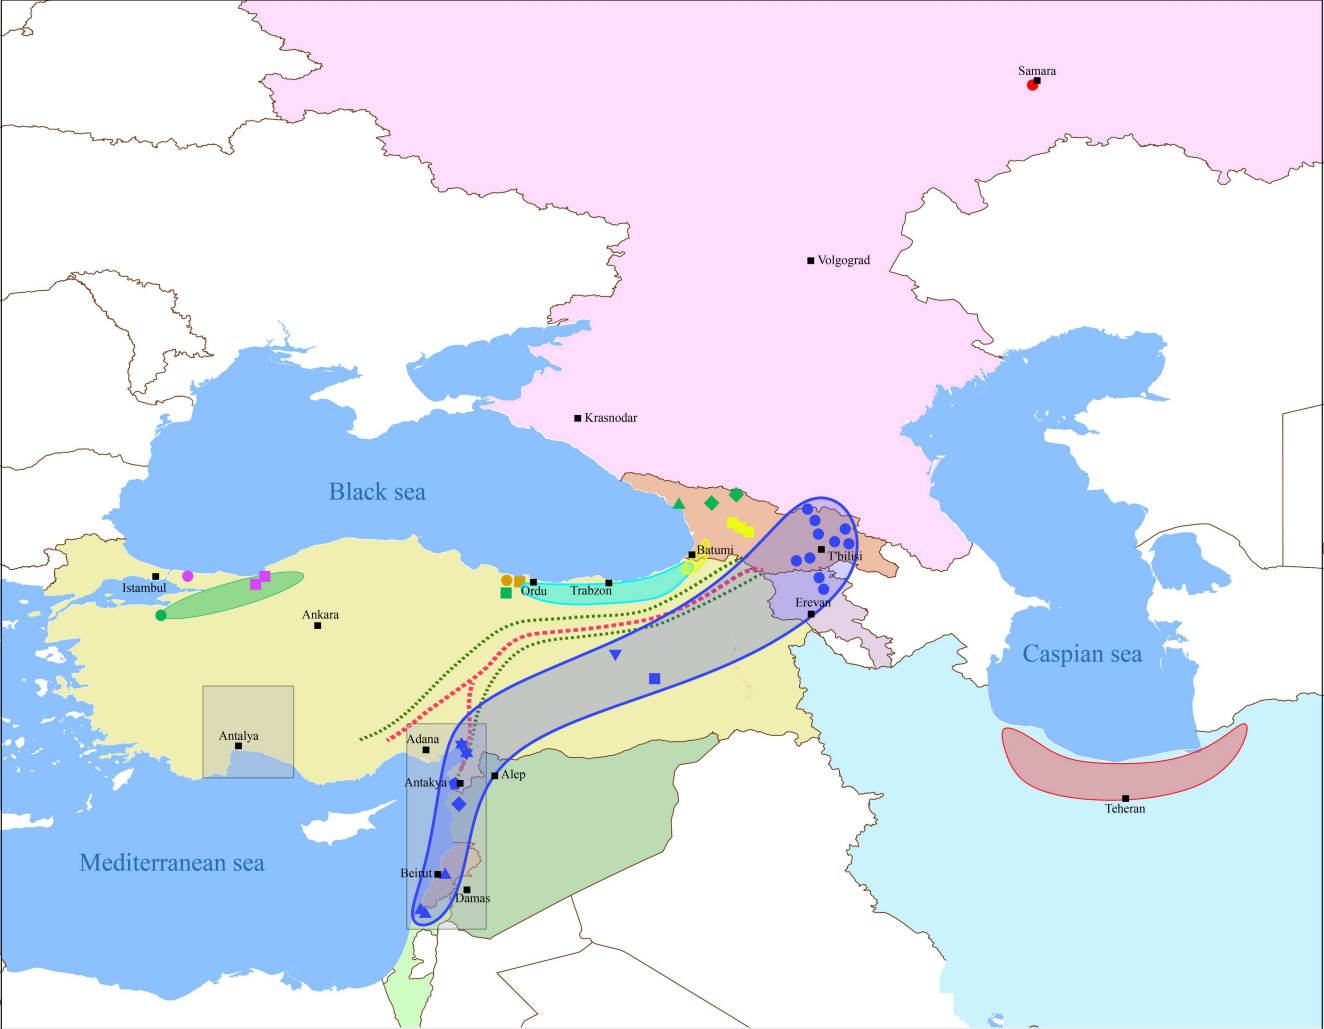 Samara
Volgograd
Krasnodar
Black sea
Batumi
T'bilisi
Istambul
Ordu
Trabzon
Erevan
Ankara
Caspian sea
Antalya
Adana
Antakya
Alep
Teheran
Mediterranean sea
Beirut
Damas